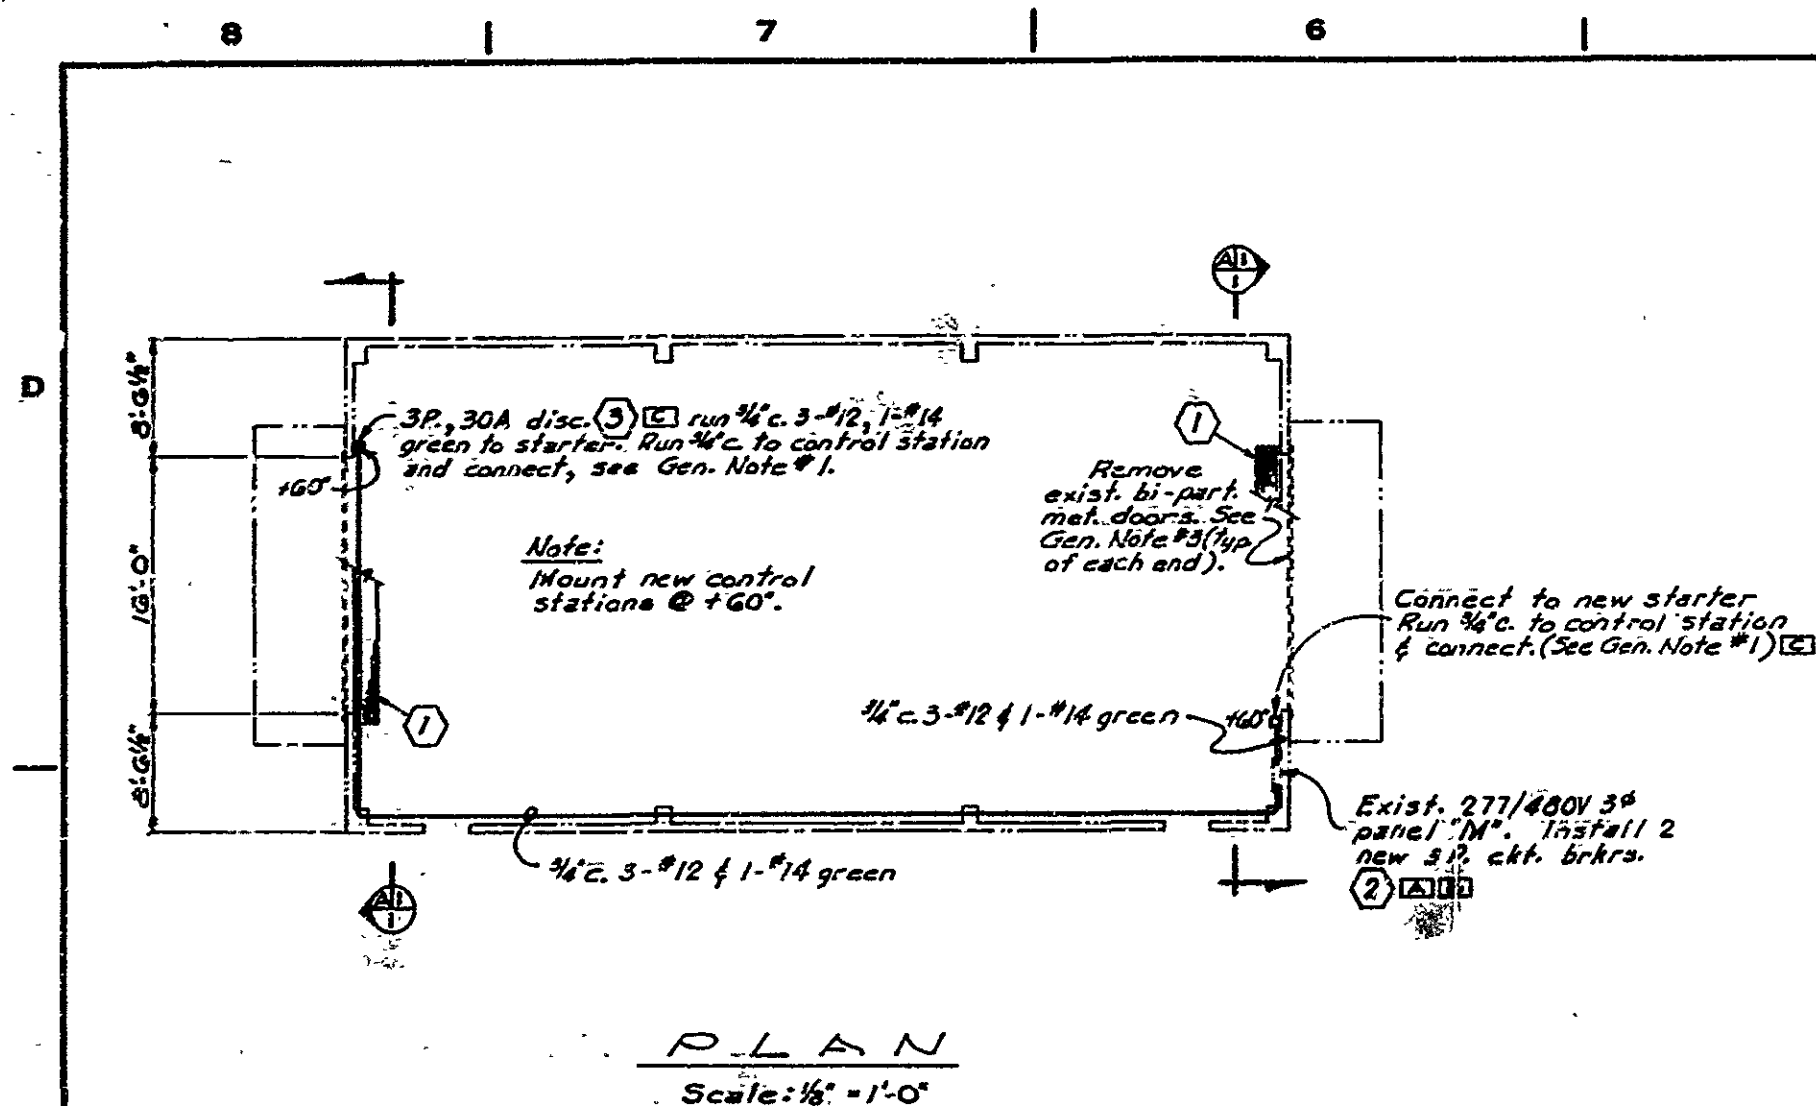 8 7 6
D
A 1
1
8'-6½"
16'-0"
8'-6½"
3P., 30A disc. 3 C run ¾"c. 3-#12, 1-#14
green to starter. Run ¾"c. to control station
and connect, see Gen. Note #1.
+60"
1
Remove
exist. bi-part.
met. doors. See
Gen. Note #3 (typ.
of each end).
Note:
Mount new control
stations @ +60".
Connect to new starter
Run ¾"c. to control station
& connect. (See Gen. Note #1) C
1
¾"c. 3-#12 & 1-#14 green
+60"
Exist. 277/480V 3ø
panel "M". Install 2
new 3P. ckt. brkrs.
2 A
¾"c. 3-#12 & 1-#14 green
A 1
1
PLAN
Scale: ⅛" = 1'-0"